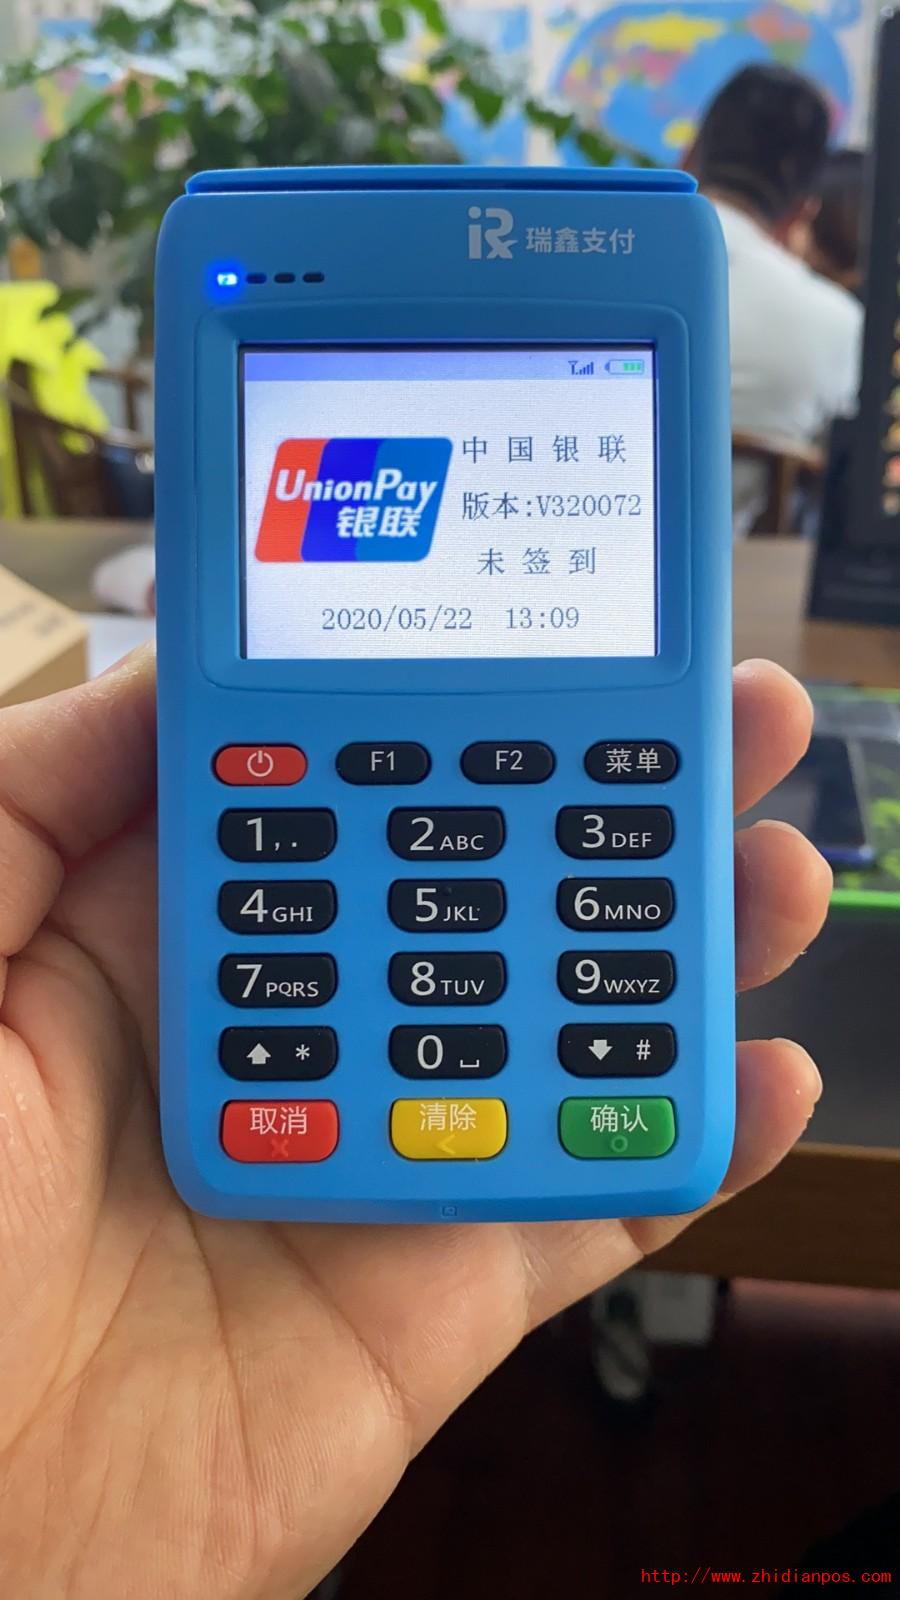 iRx 瑞鑫支付
UnionPay
银联
中国银联
版本:V320072
未签到
2020/05/22 13:09
F1 F2 菜单
1,. 2ABC 3DEF
4GHI 5JKL 6MNO
7PQRS 8TUV 9WXYZ
* 0 #
取消 清除 确认
http://www.zhidianpos.com